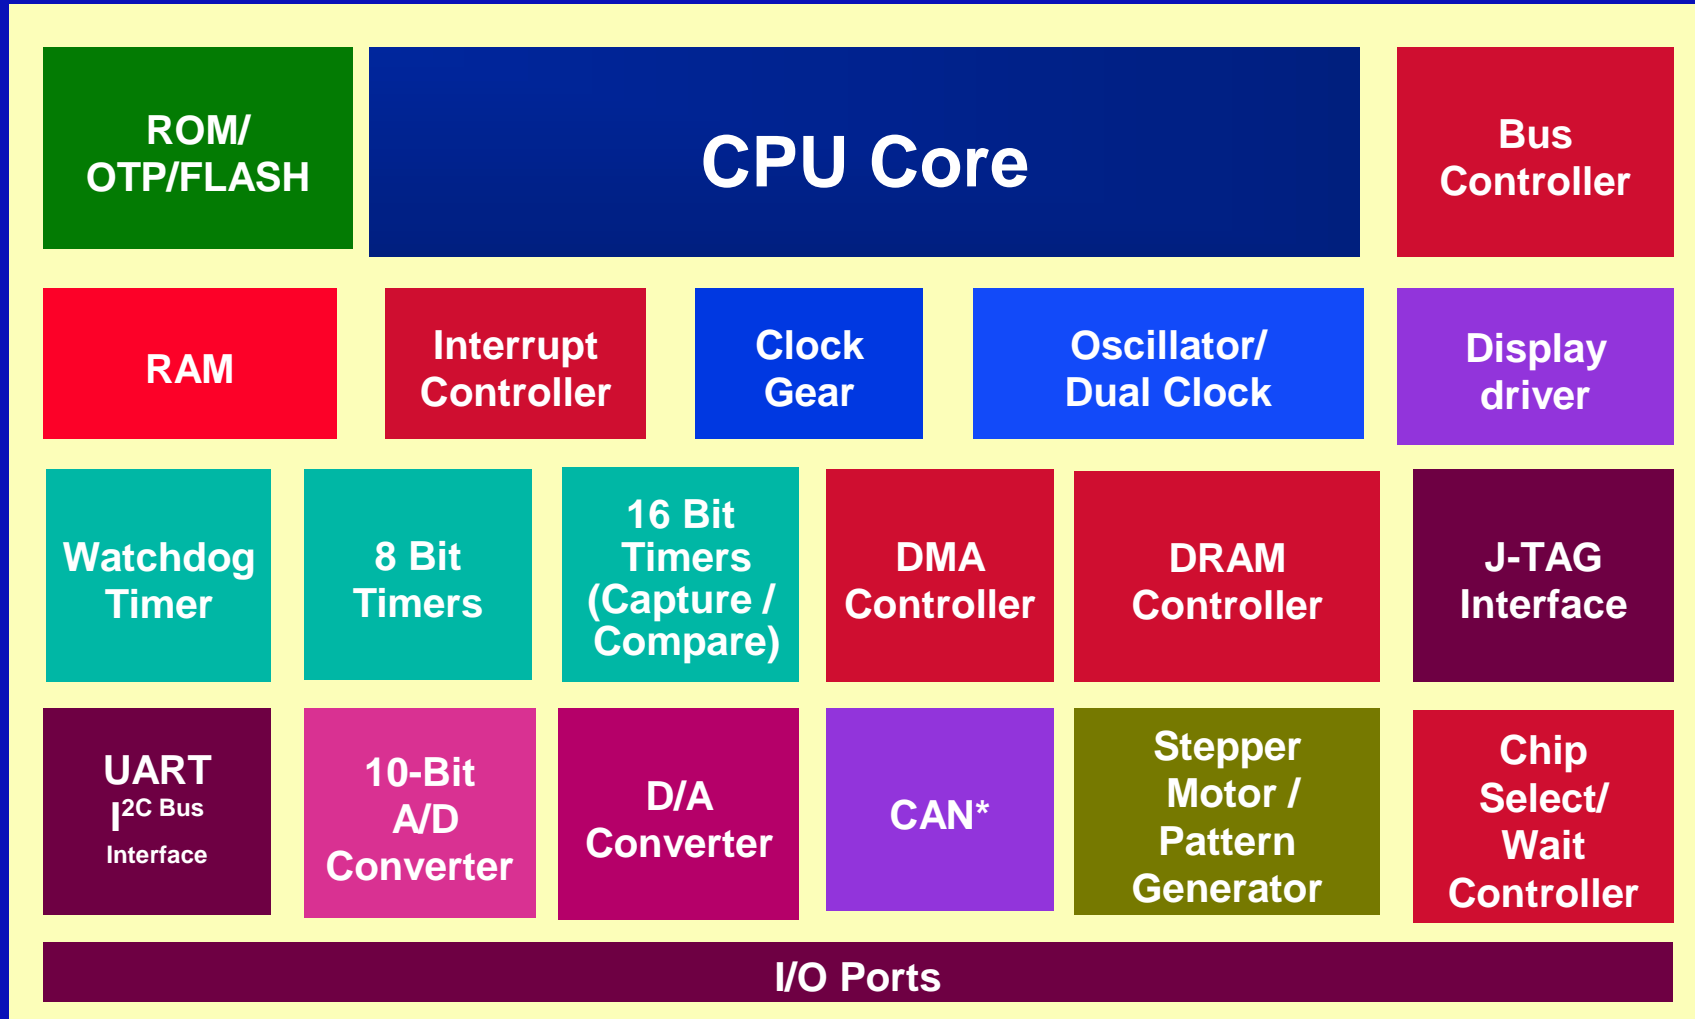 ROM/
OTP/FLASH
CPU Core
Bus
Controller
RAM
Interrupt
Controller
Clock
Gear
Oscillator/
Dual Clock
Display
driver
Watchdog
Timer
8 Bit
Timers
16 Bit
Timers
(Capture /
Compare)
DMA
Controller
DRAM
Controller
J-TAG
Interface
UART
I²C Bus
Interface
10-Bit
A/D
Converter
D/A
Converter
CAN*
Stepper
Motor /
Pattern
Generator
Chip
Select/
Wait
Controller
I/O Ports